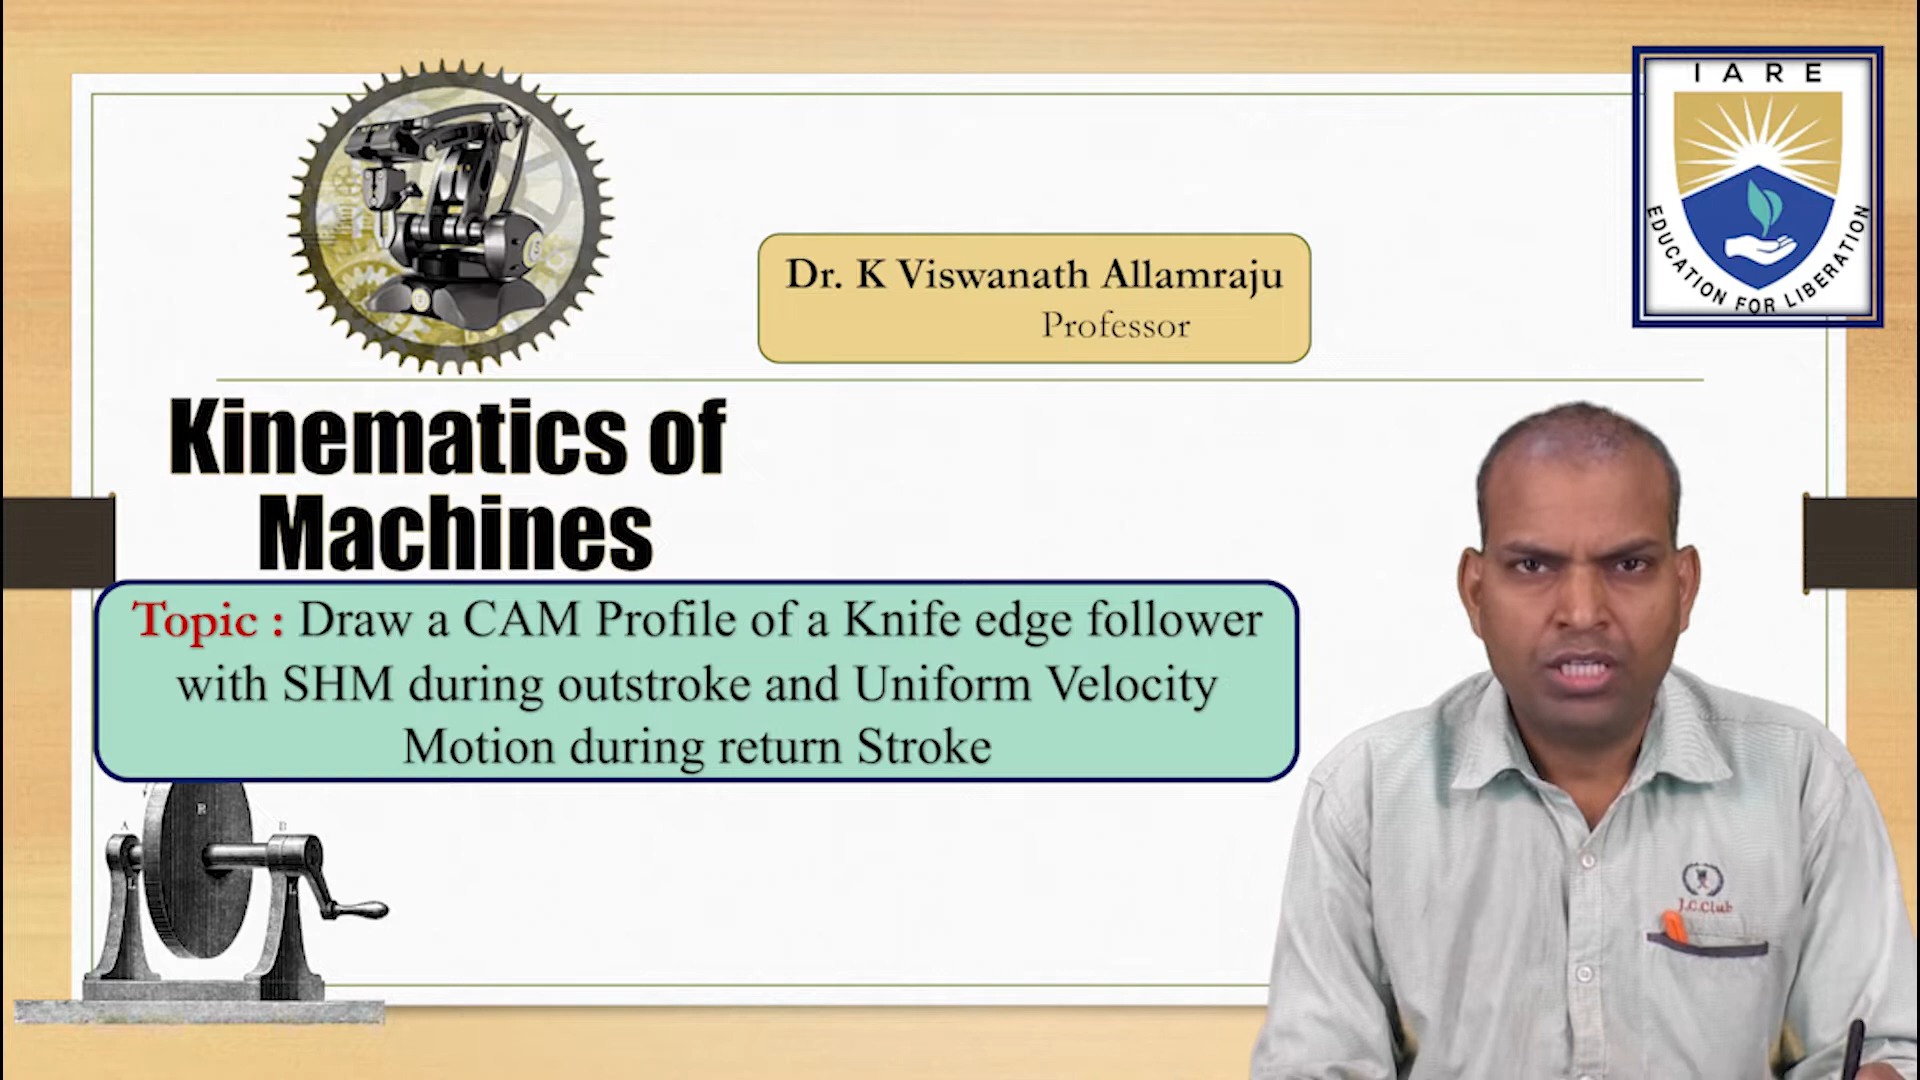 I A R E
EDUCATION FOR LIBERATION
Dr. K Viswanath Allamraju
Professor
Kinematics of
Machines
Topic : Draw a CAM Profile of a Knife edge follower
with SHM during outstroke and Uniform Velocity
Motion during return Stroke
R
A
B
L
L
J.C.Club